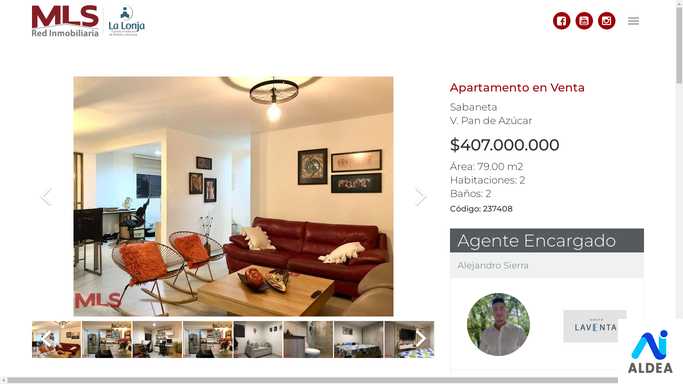 MLS
Red Inmobiliaria
La Lonja
Apartamento en Venta
Sabaneta
V. Pan de Azúcar
$407.000.000
Área: 79.00 m2
Habitaciones: 2
Baños: 2
Código: 237408
Agente Encargado
Alejandro Sierra
MLS
LAVENTA
ALDEA